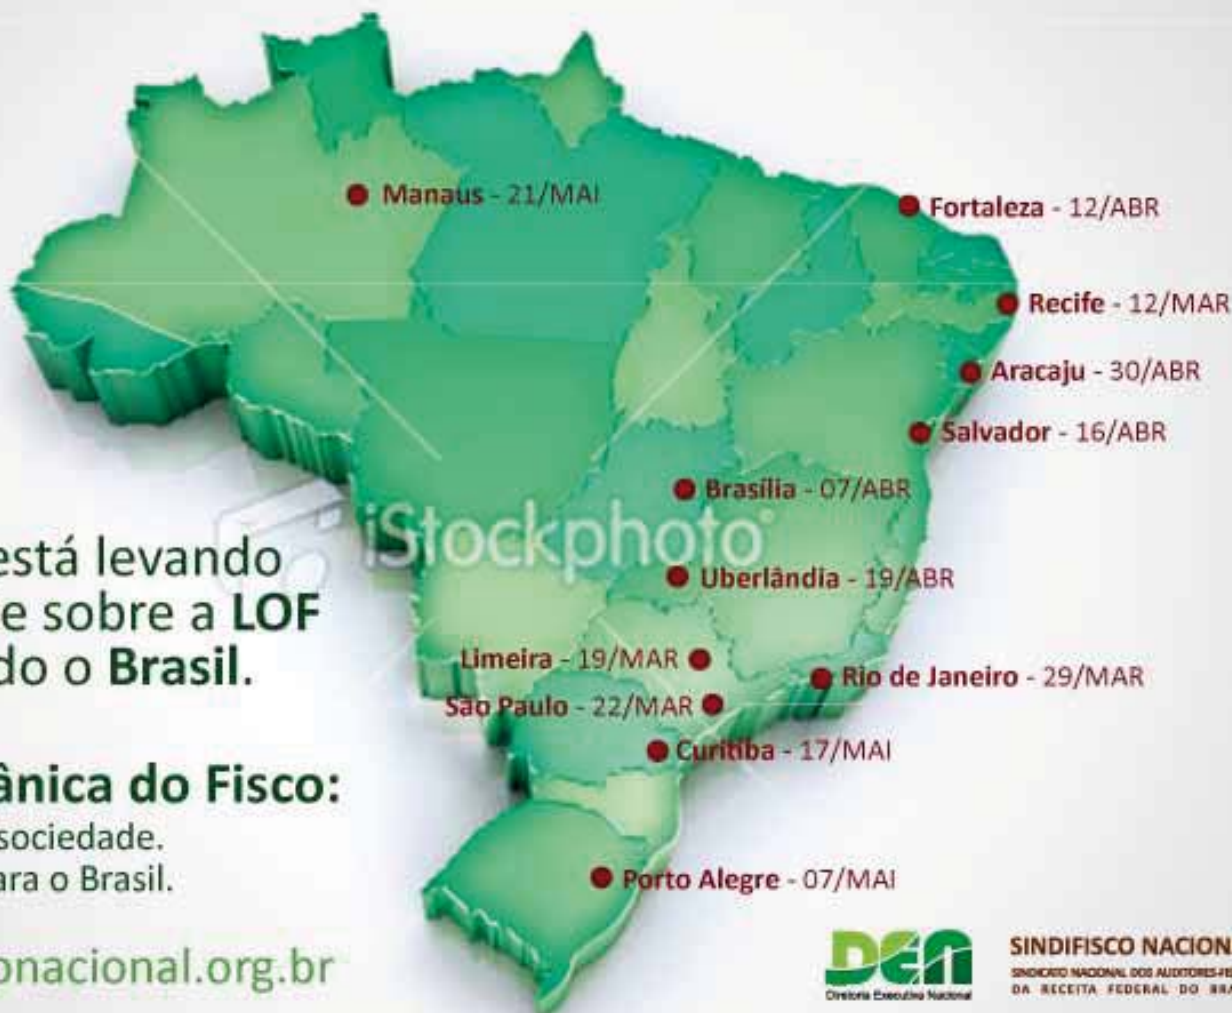 Manaus - 21/MAI
Fortaleza - 12/ABR
Recife - 12/MAR
Aracaju - 30/ABR
Salvador - 16/ABR
Brasília - 07/ABR
iStockphoto
Uberlândia - 19/ABR
Limeira - 19/MAR
Rio de Janeiro - 29/MAR
São Paulo - 22/MAR
Curitiba - 17/MAI
Porto Alegre - 07/MAI
está levando
e sobre a LOF
do o Brasil.
ânica do Fisco:
sociedade.
ara o Brasil.
onacional.org.br
DEN
Diretoria Executiva Nacional
SINDIFISCO NACION
SINDICATO NACIONAL DOS AUDITORES-FE
DA RECEITA FEDERAL DO BRA